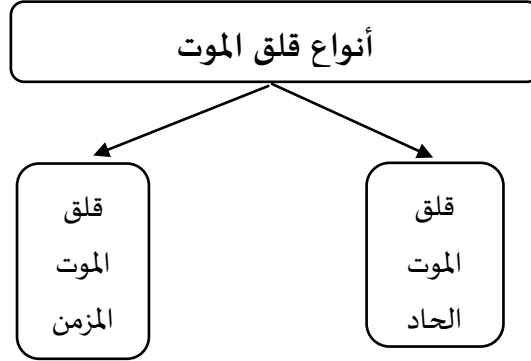 أنواع قلق الموت
قلق
الموت
الحاد
قلق
الموت
المزمن